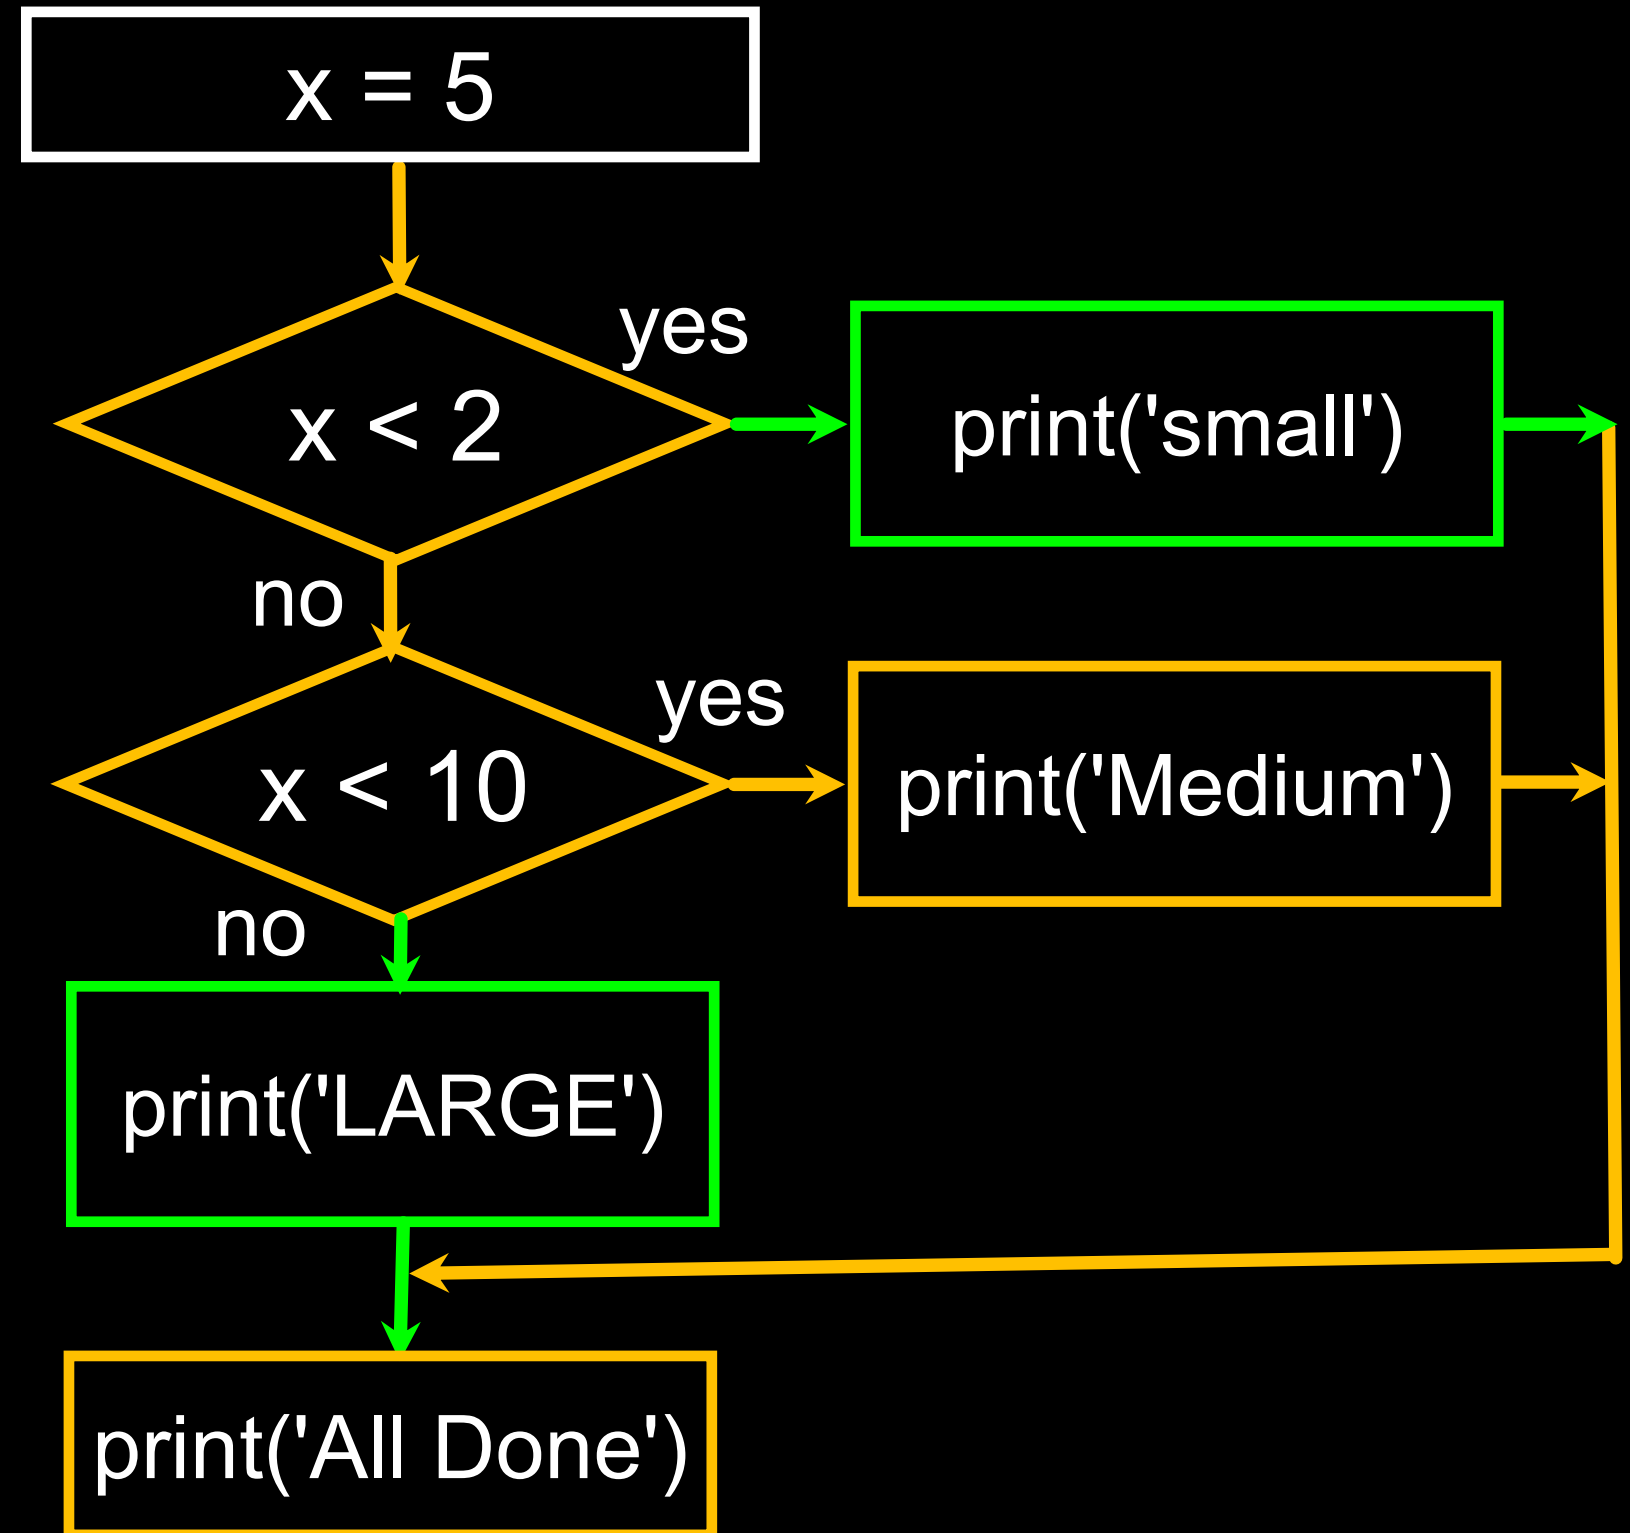 x = 5
yes
x < 2
print('small')
no
yes
x < 10
print('Medium')
no
print('LARGE')
print('All Done')